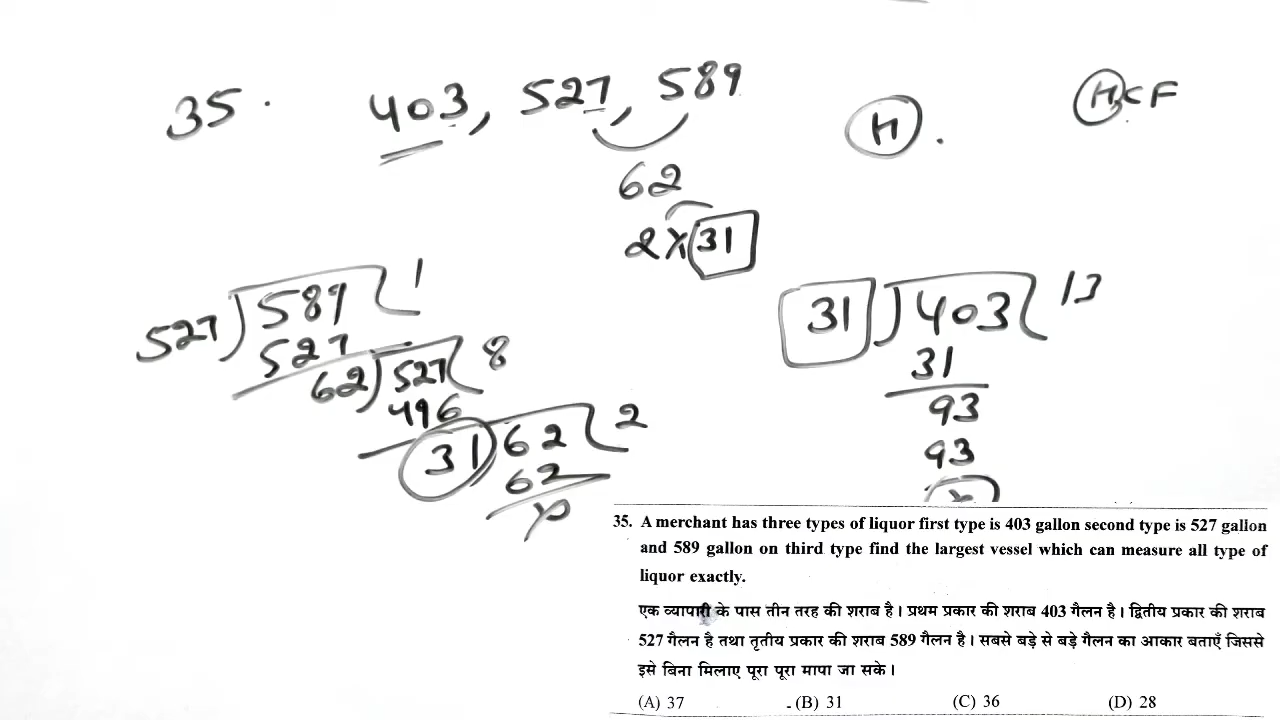 35. 403, 527, 589 H. HCF
62
2×31
527)589(1
527
62)527(8
496
31)62(2
62
×
31)403(13
31
93
93
×
35. A merchant has three types of liquor first type is 403 gallon second type is 527 gallon
and 589 gallon on third type find the largest vessel which can measure all type of
liquor exactly.
एक व्यापारी के पास तीन तरह की शराब है। प्रथम प्रकार की शराब 403 गैलन है। द्वितीय प्रकार की शराब
527 गैलन है तथा तृतीय प्रकार की शराब 589 गैलन है। सबसे बड़े से बड़े गैलन का आकार बताएँ जिससे
इसे बिना मिलाए पूरा पूरा मापा जा सके।
(A) 37 (B) 31 (C) 36 (D) 28